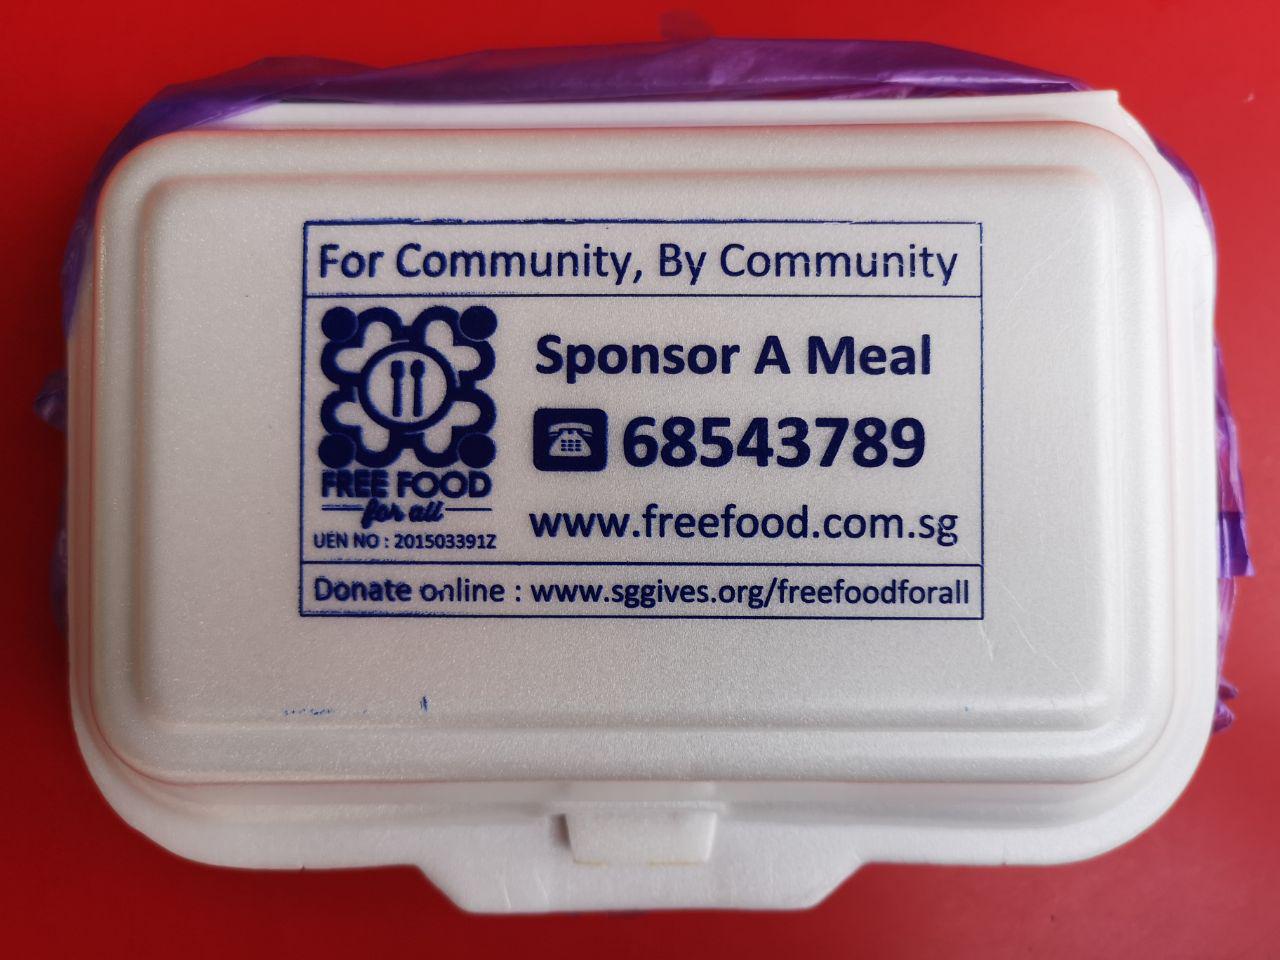 For Community, By Community
Sponsor A Meal
68543789
www.freefood.com.sg
FREE FOOD
for all
UEN NO : 201503391Z
Donate online : www.sggives.org/freefoodforall